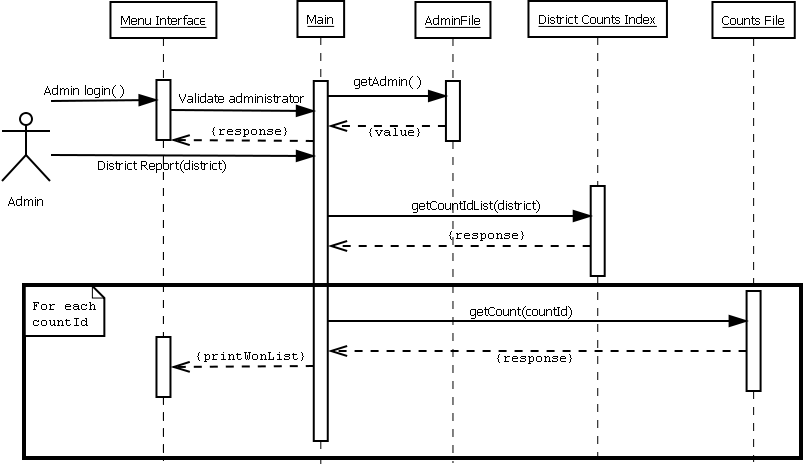 Menu Interface
Main
AdminFile
District Counts Index
Counts File
Admin login( )
Validate administrator
getAdmin( )
{response}
{value}
District Report(district)
Admin
getCountIdList(district)
{response}
For each
countId
getCount(countId)
{printWonList}
{response}